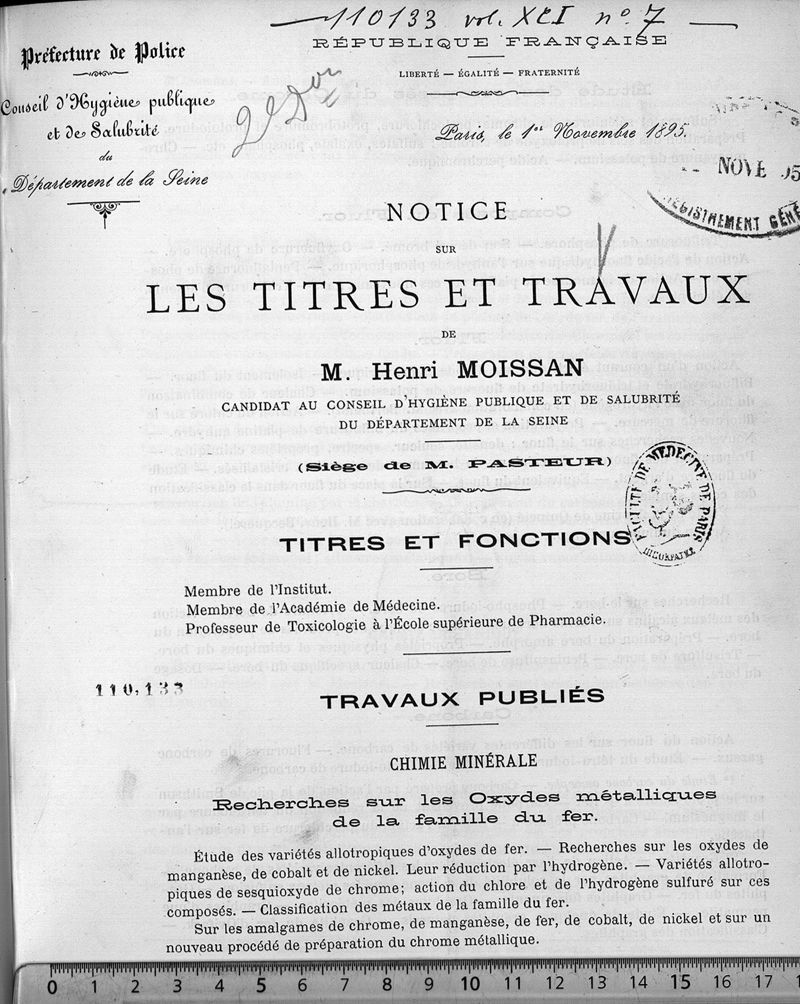 110133 vol. XCI n° 7
RÉPUBLIQUE FRANÇAISE
LIBERTÉ — ÉGALITÉ — FRATERNITÉ
Préfecture de Police
Conseil d'Hygiène publique
et de Salubrité
du
Département de la Seine
Paris, le 1er Novembre 1895.
NOVE 95
REGISTREMENT GÉNÉ
NOTICE
SUR
LES TITRES ET TRAVAUX
DE
M. Henri MOISSAN
CANDIDAT AU CONSEIL D'HYGIÈNE PUBLIQUE ET DE SALUBRITÉ
DU DÉPARTEMENT DE LA SEINE
(Siège de M. PASTEUR)
FACULTÉ DE MÉDECINE DE PARIS
TITRES ET FONCTIONS
Membre de l'Institut.
Membre de l'Académie de Médecine.
Professeur de Toxicologie à l'École supérieure de Pharmacie.
110,133
TRAVAUX PUBLIÉS
CHIMIE MINÉRALE
Recherches sur les Oxydes métalliques
de la famille du fer.
Étude des variétés allotropiques d'oxydes de fer. — Recherches sur les oxydes de
manganèse, de cobalt et de nickel. Leur réduction par l'hydrogène. — Variétés allotro-
piques de sesquioxyde de chrome; action du chlore et de l'hydrogène sulfuré sur ces
composés. — Classification des métaux de la famille du fer.
Sur les amalgames de chrome, de manganèse, de fer, de cobalt, de nickel et sur un
nouveau procédé de préparation du chrome métallique.
0 1 2 3 4 5 6 7 8 9 10 11 12 13 14 15 16 17